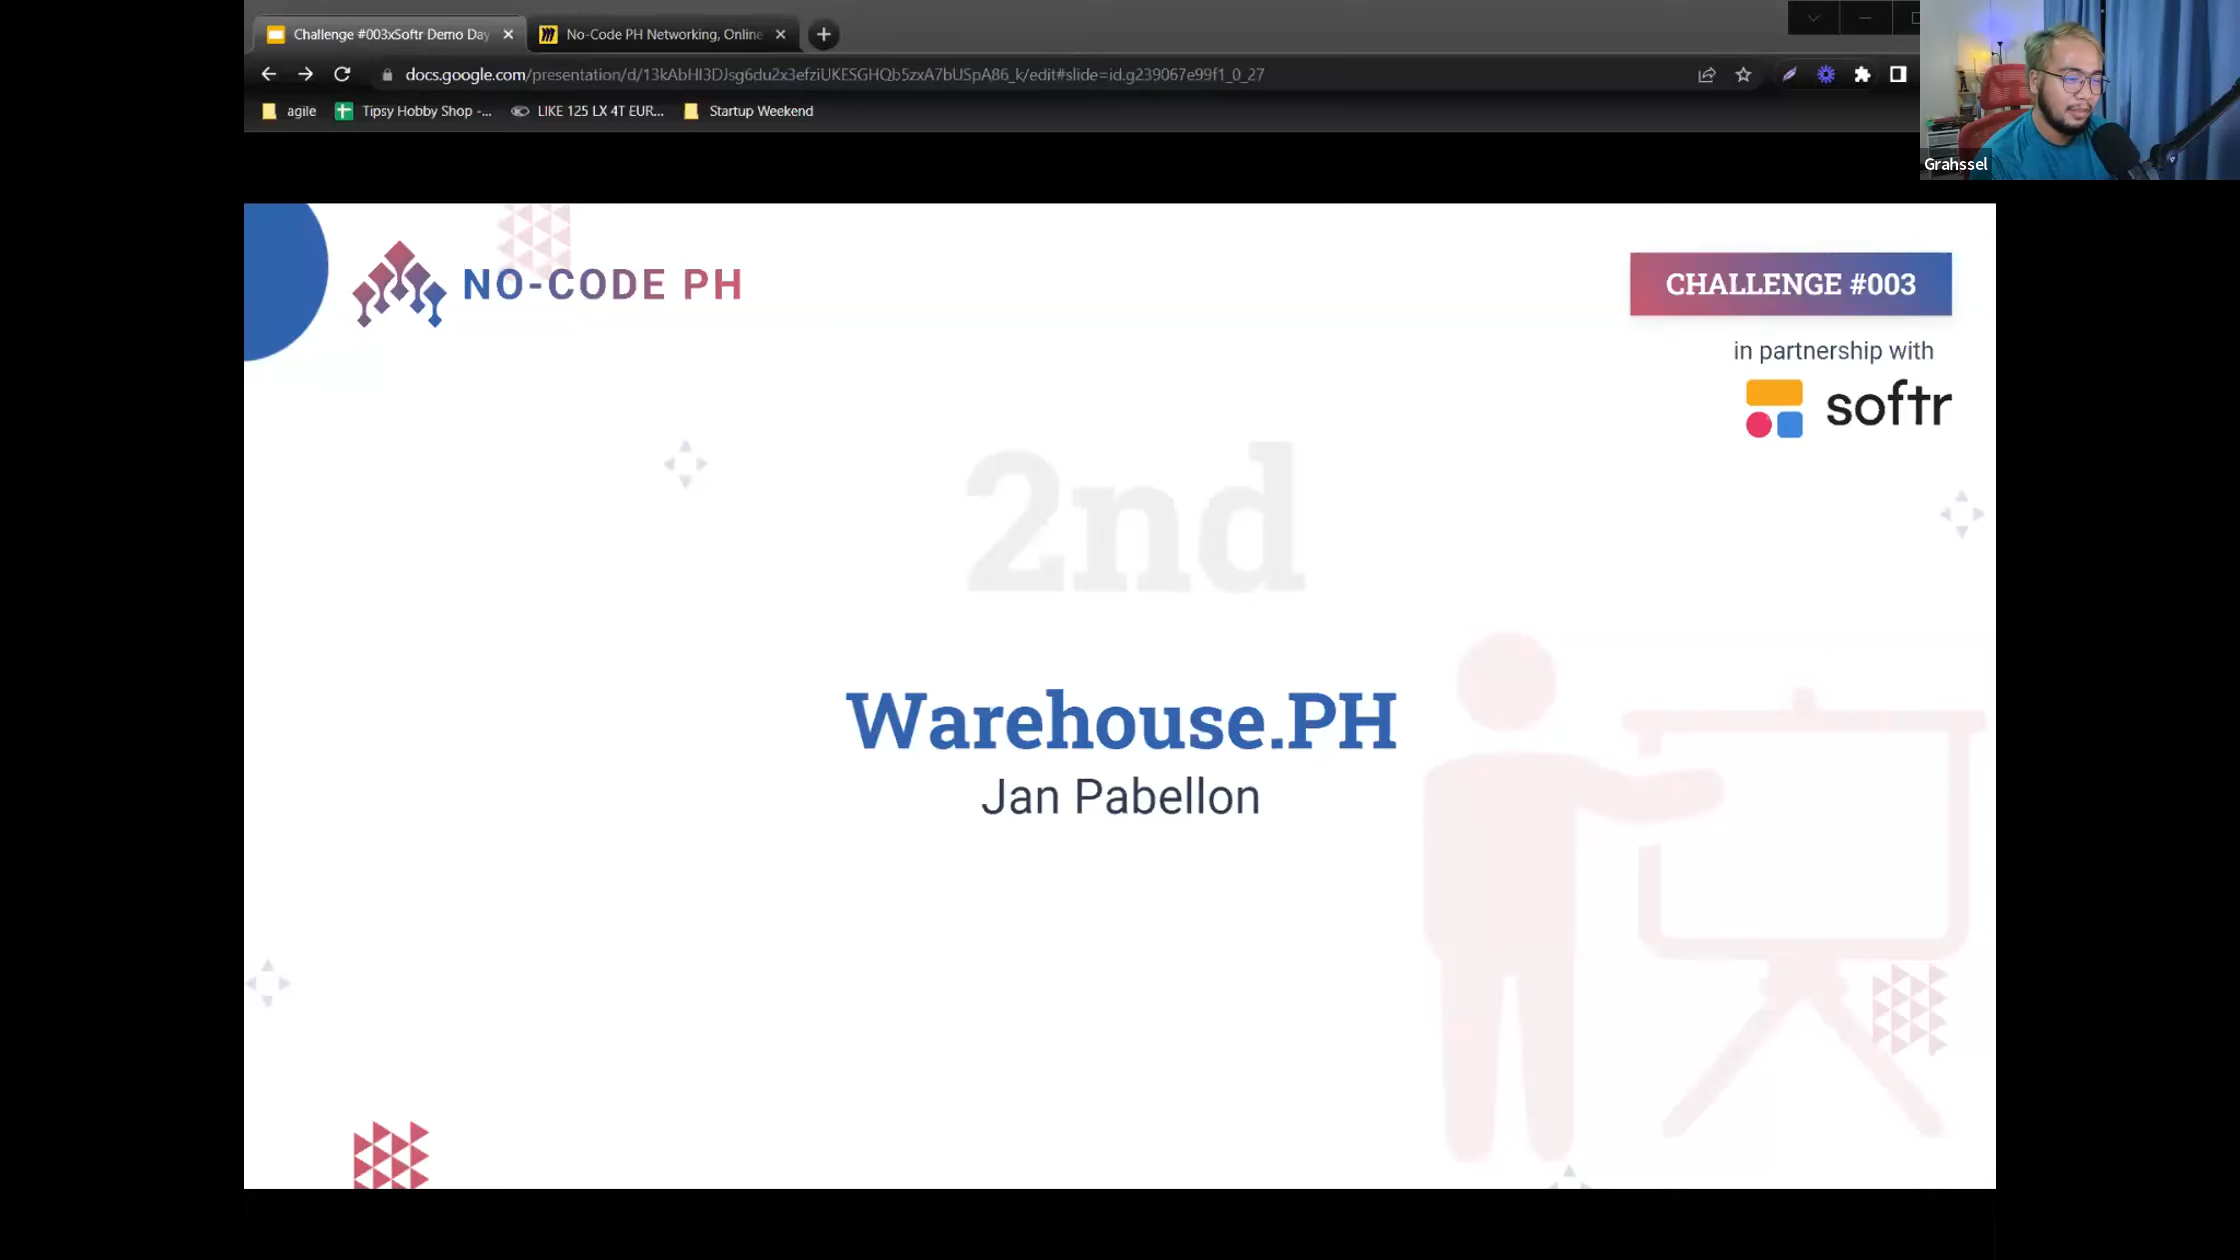 Challenge #003xSoftr Demo Day
No-Code PH Networking, Online
docs.google.com/presentation/d/13kAbHI3DJsg6du2x3efziUKESGHQb5zxA7bUSpA86_k/edit#slide=id.g239067e99f1_0_27
agile
Tipsy Hobby Shop -...
LIKE 125 LX 4T EUR...
Startup Weekend
Grahssel
NO-CODE PH
CHALLENGE #003
in partnership with
softr
2nd
Warehouse.PH
Jan Pabellon